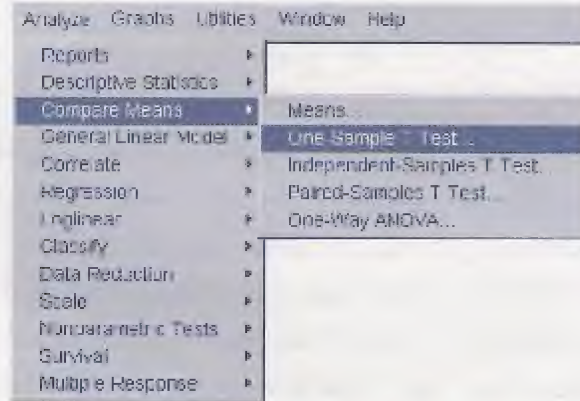 Analyze Graphs Utilities Window Help
Reports
Descriptive Statistics
Compare Means
General Linear Model
Correlate
Regression
Loglinear
Classify
Data Reduction
Scale
Nonparametric Tests
Survival
Multiple Response
Means...
One-Sample T Test...
Independent-Samples T Test...
Paired-Samples T Test...
One-Way ANOVA...